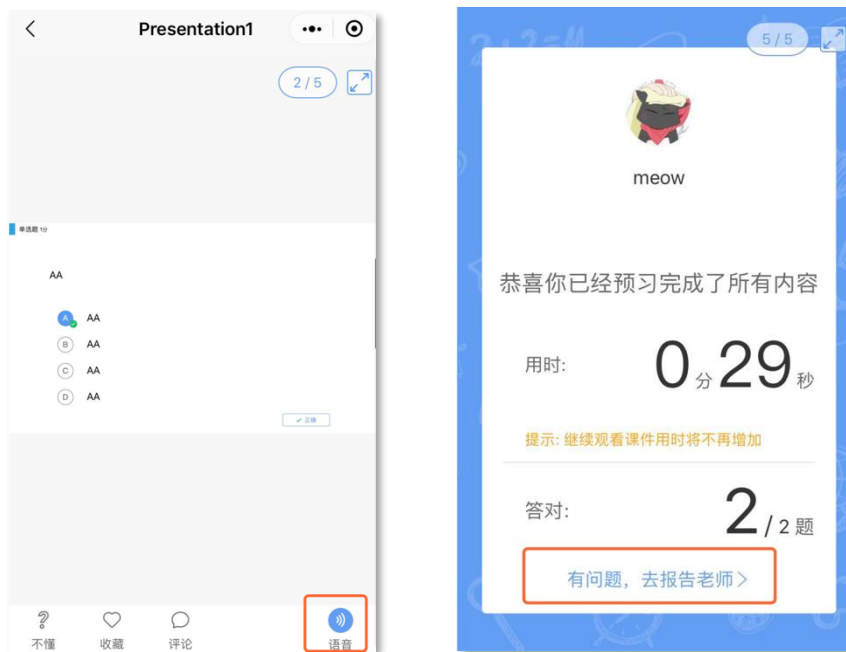 Presentation1
2 / 5
单选题 1分
AA
A AA
B AA
C AA
D AA
正确
不懂
收藏
评论
语音
5 / 5
meow
恭喜你已经预习完成了所有内容
用时: 0 分 29 秒
提示: 继续观看课件用时将不再增加
答对: 2 / 2 题
有问题，去报告老师>